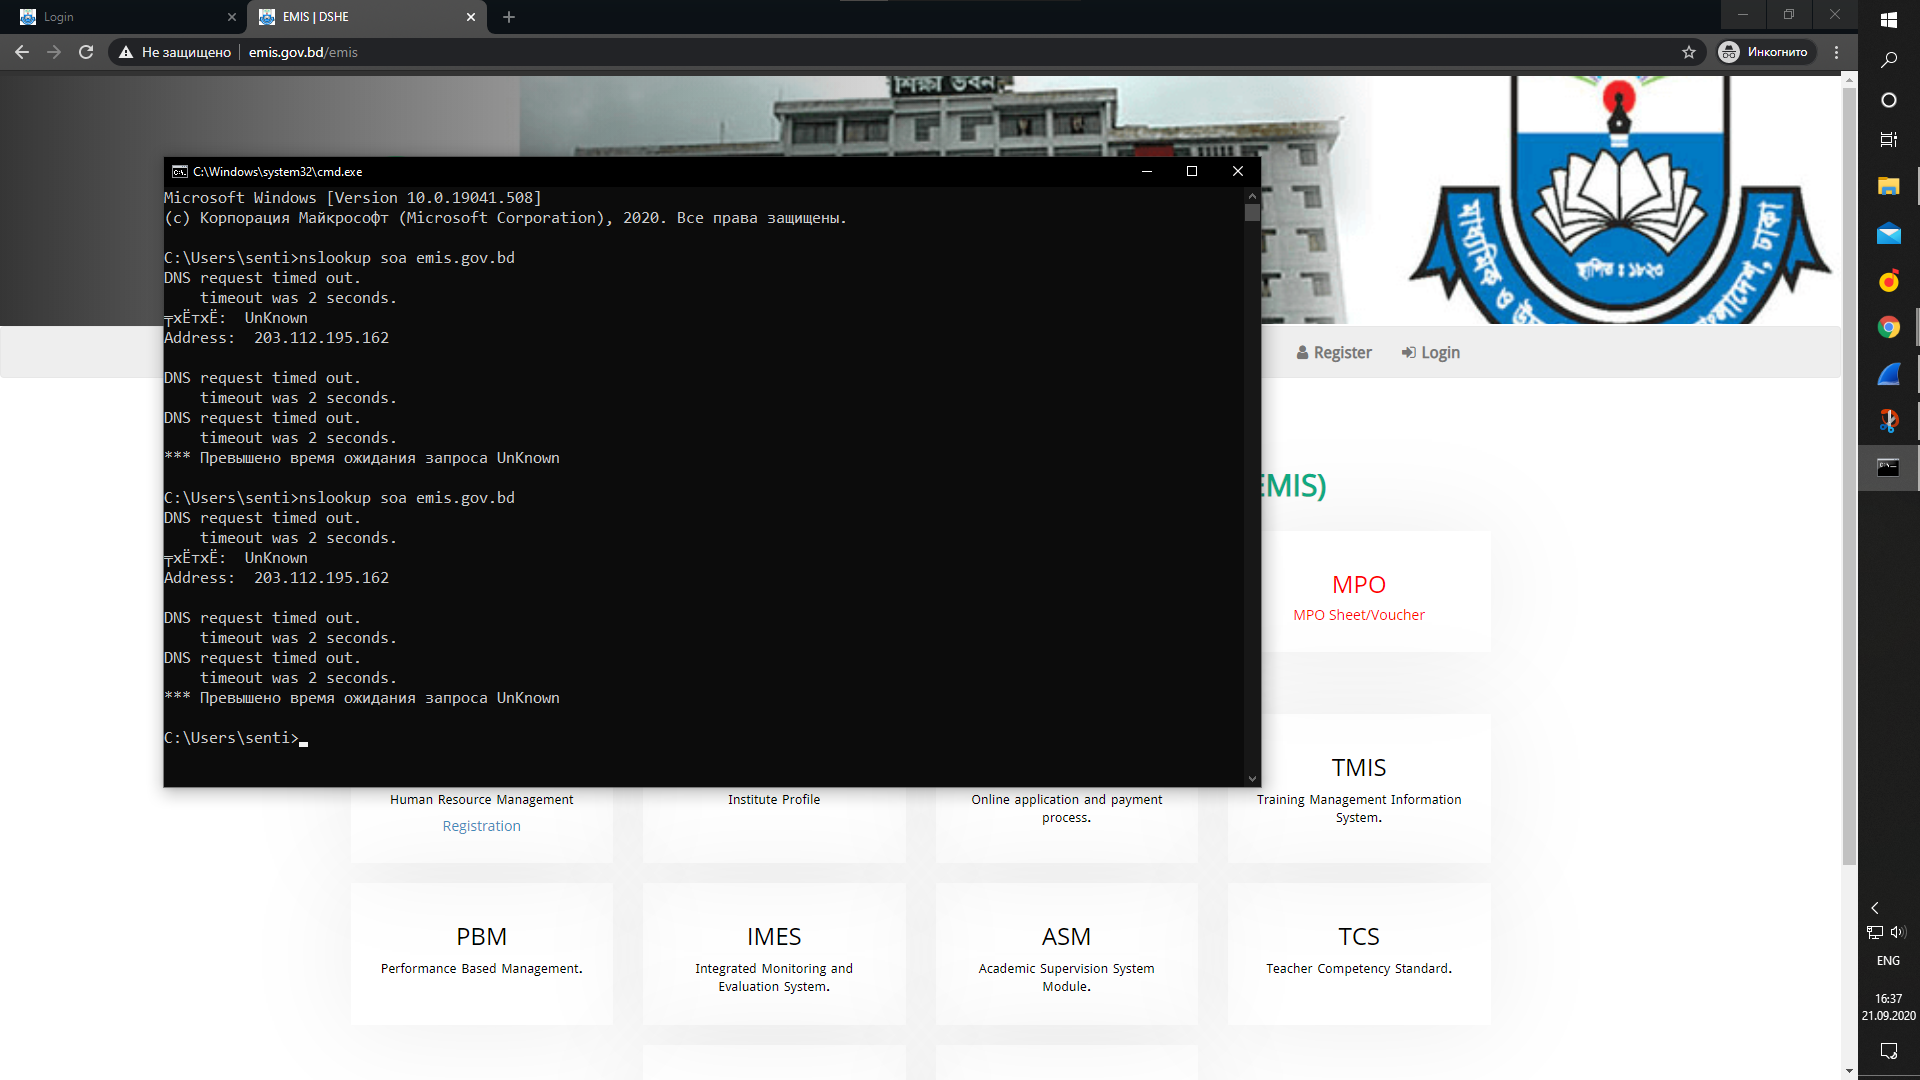 Login
EMIS | DSHE
Не защищено
emis.gov.bd/emis
Инкогнито
শিক্ষা ভবন
স্থাপিত : ১৮২৩
C:\Windows\system32\cmd.exe
Microsoft Windows [Version 10.0.19041.508]
(c) Корпорация Майкрософт (Microsoft Corporation), 2020. Все права защищены.
C:\Users\senti>nslookup soa emis.gov.bd
DNS request timed out.
timeout was 2 seconds.
╤хЁтхЁ: UnKnown
Address: 203.112.195.162
DNS request timed out.
timeout was 2 seconds.
DNS request timed out.
timeout was 2 seconds.
*** Превышено время ожидания запроса UnKnown
C:\Users\senti>nslookup soa emis.gov.bd
DNS request timed out.
timeout was 2 seconds.
╤хЁтхЁ: UnKnown
Address: 203.112.195.162
DNS request timed out.
timeout was 2 seconds.
DNS request timed out.
timeout was 2 seconds.
*** Превышено время ожидания запроса UnKnown
C:\Users\senti>
Register Login
EMIS)
MPO
MPO Sheet/Voucher
Human Resource Management
Registration
Institute Profile
Online application and payment
process.
TMIS
Training Management Information
System.
PBM
Performance Based Management.
IMES
Integrated Monitoring and
Evaluation System.
ASM
Academic Supervision System
Module.
TCS
Teacher Competency Standard.
ENG
16:37
21.09.2020